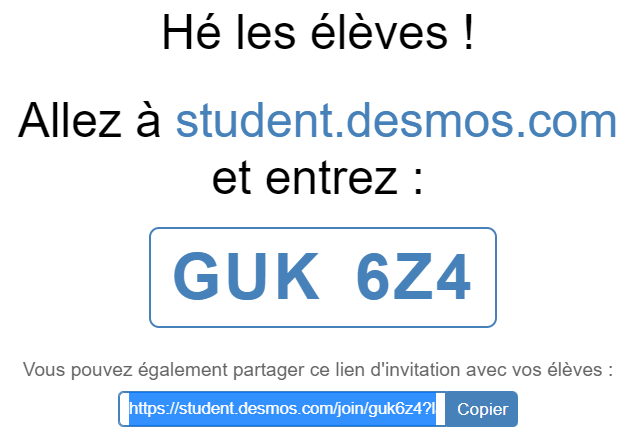 Hé les élèves !
Allez à student.desmos.com
et entrez :
GUK 6Z4
Vous pouvez également partager ce lien d'invitation avec vos élèves :
https://student.desmos.com/join/guk6z4?l Copier